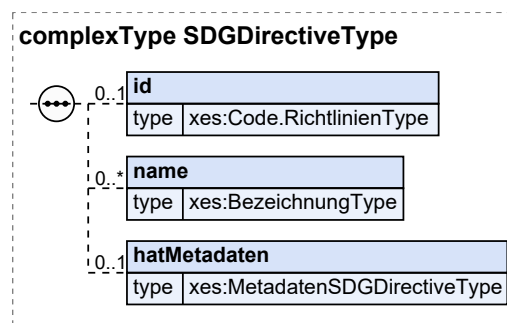 complexType SDGDirectiveType
0..1 id
type xes:Code.RichtlinienType
0..* name
type xes:BezeichnungType
0..1 hatMetadaten
type xes:MetadatenSDGDirectiveType